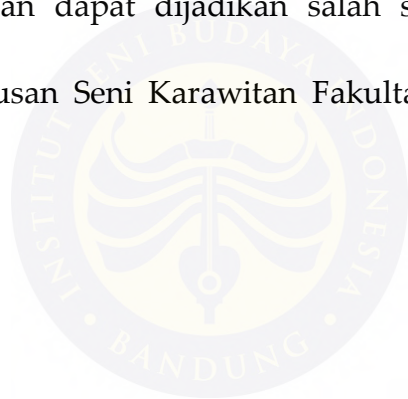 an dapat dijadikan salah s
usan Seni Karawitan Fakulta
INSTITUT SENI BUDAYA INDONESIA
BANDUNG